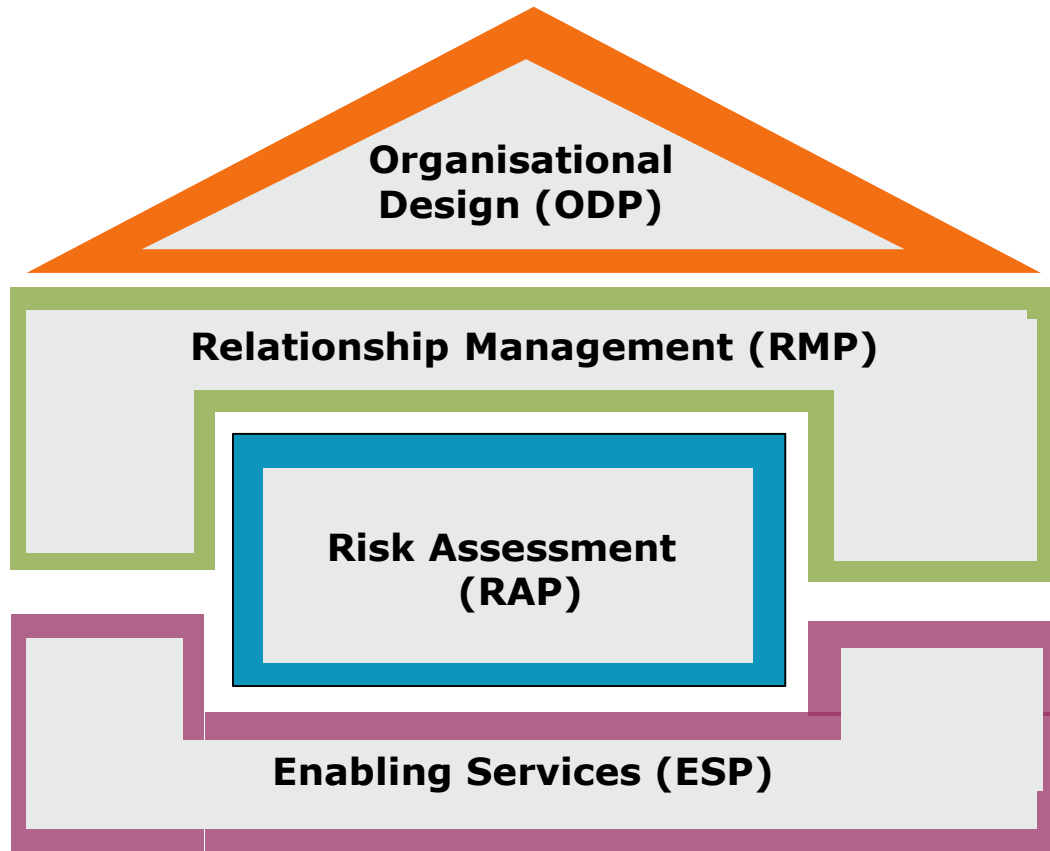 Organisational
Design (ODP)
Relationship Management (RMP)
Risk Assessment
(RAP)
Enabling Services (ESP)